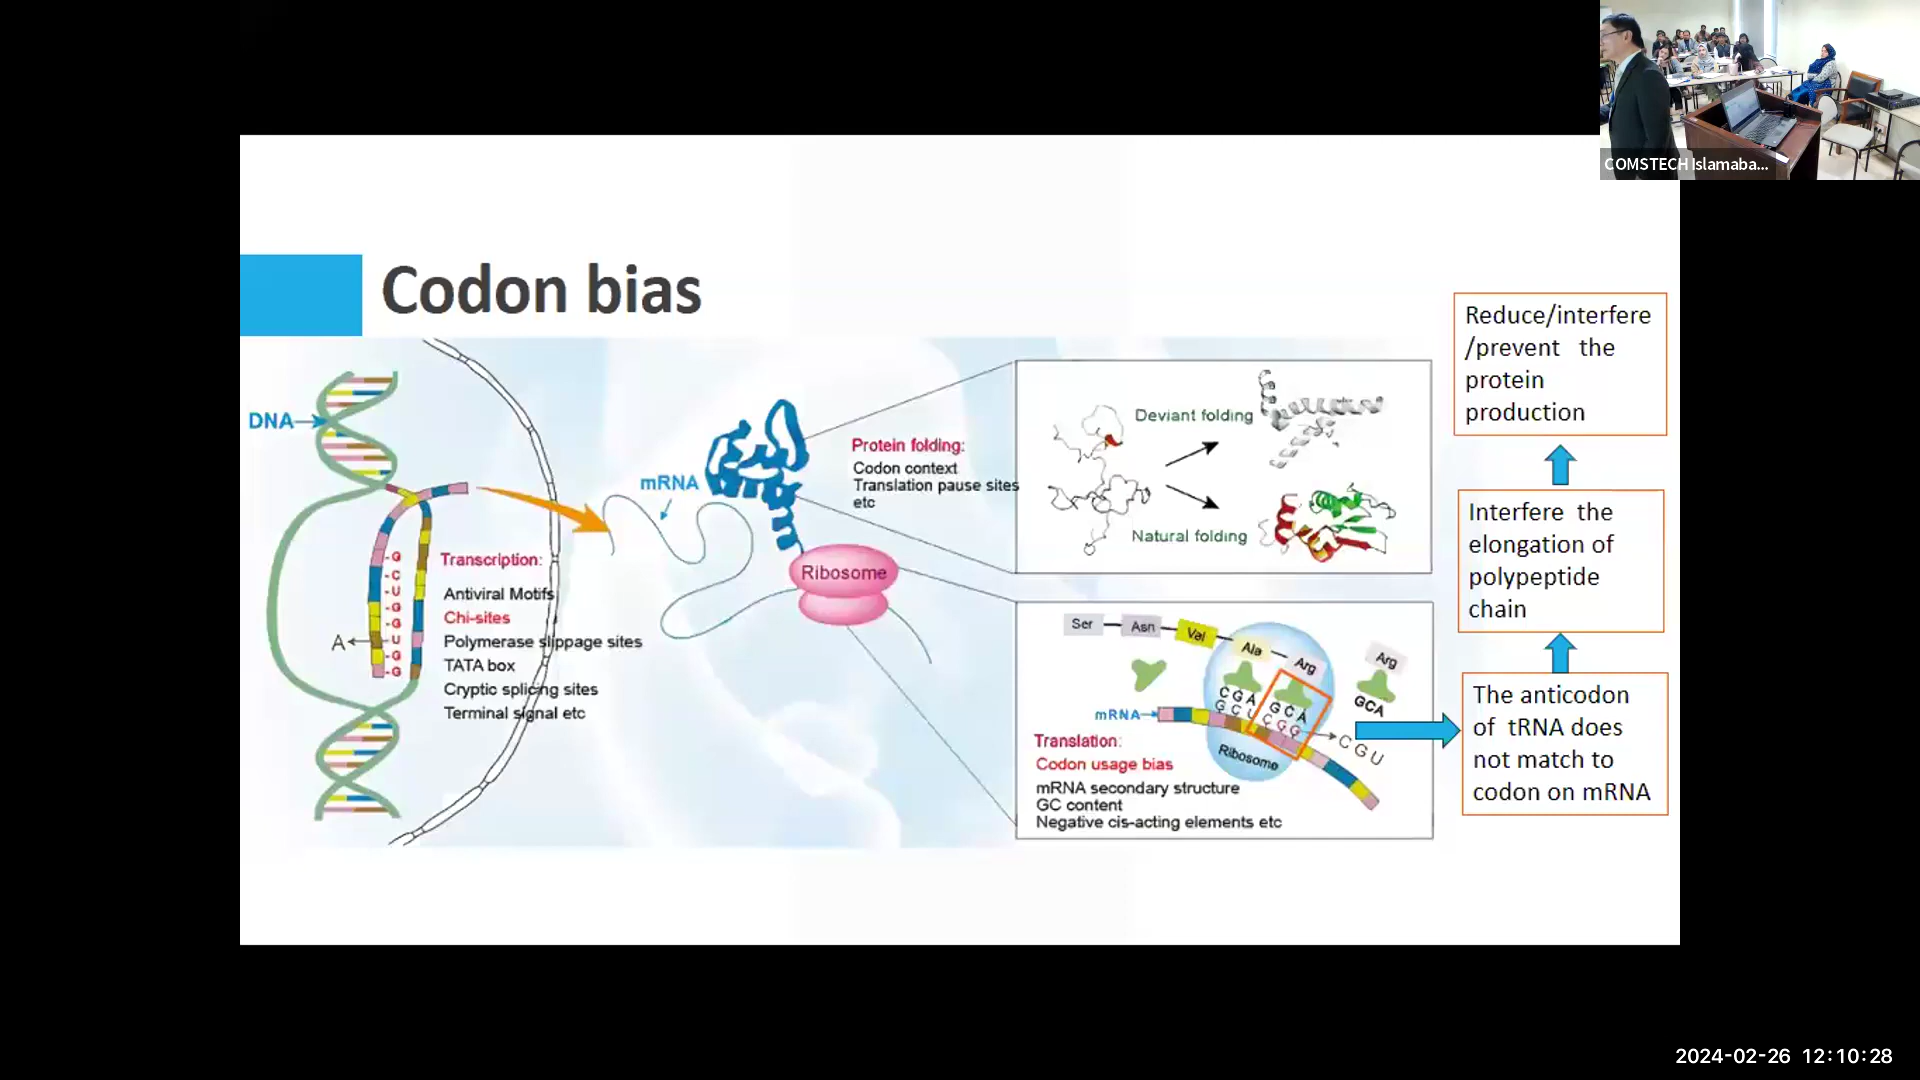 COMSTECH Islamaba...
Codon bias
DNA
-G
-C
-U
-G
-G
A
-U
-G
-G
Transcription:
Antiviral Motifs
Chi-sites
Polymerase slippage sites
TATA box
Cryptic splicing sites
Terminal signal etc
mRNA
Ribosome
Protein folding:
Codon context
Translation pause sites
etc
Deviant folding
Natural folding
Ser
Asn
Val
Ala
Arg
Arg
CGA
GCU
GCA
CGG
GCA
CGU
mRNA
Ribosome
Translation:
Codon usage bias
mRNA secondary structure
GC content
Negative cis-acting elements etc
Reduce/interfere
/prevent the
protein
production
Interfere the
elongation of
polypeptide
chain
The anticodon
of tRNA does
not match to
codon on mRNA
2024-02-26 12:10:28